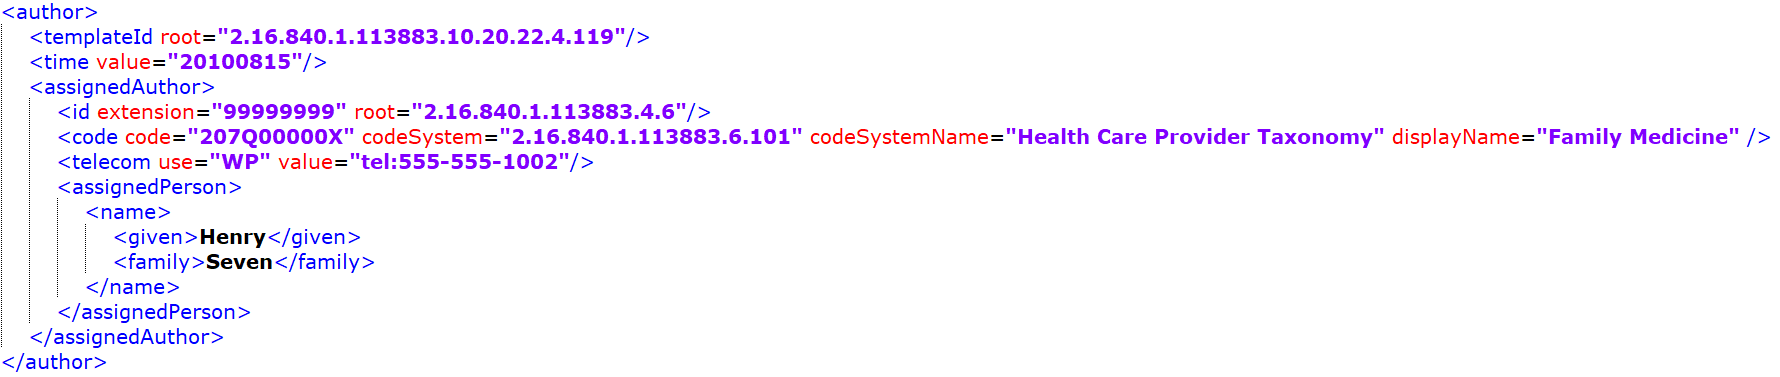 <author>
<templateId root="2.16.840.1.113883.10.20.22.4.119"/>
<time value="20100815"/>
<assignedAuthor>
<id extension="99999999" root="2.16.840.1.113883.4.6"/>
<code code="207Q00000X" codeSystem="2.16.840.1.113883.6.101" codeSystemName="Health Care Provider Taxonomy" displayName="Family Medicine" />
<telecom use="WP" value="tel:555-555-1002"/>
<assignedPerson>
<name>
<given>Henry</given>
<family>Seven</family>
</name>
</assignedPerson>
</assignedAuthor>
</author>